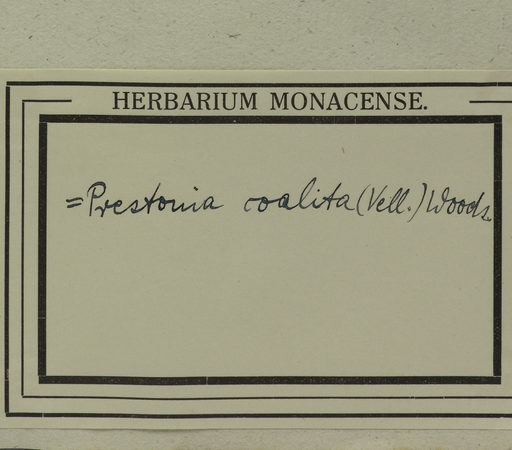 HERBARIUM MONACENSE.
=Prestonia coalita (Vell.) Woods.